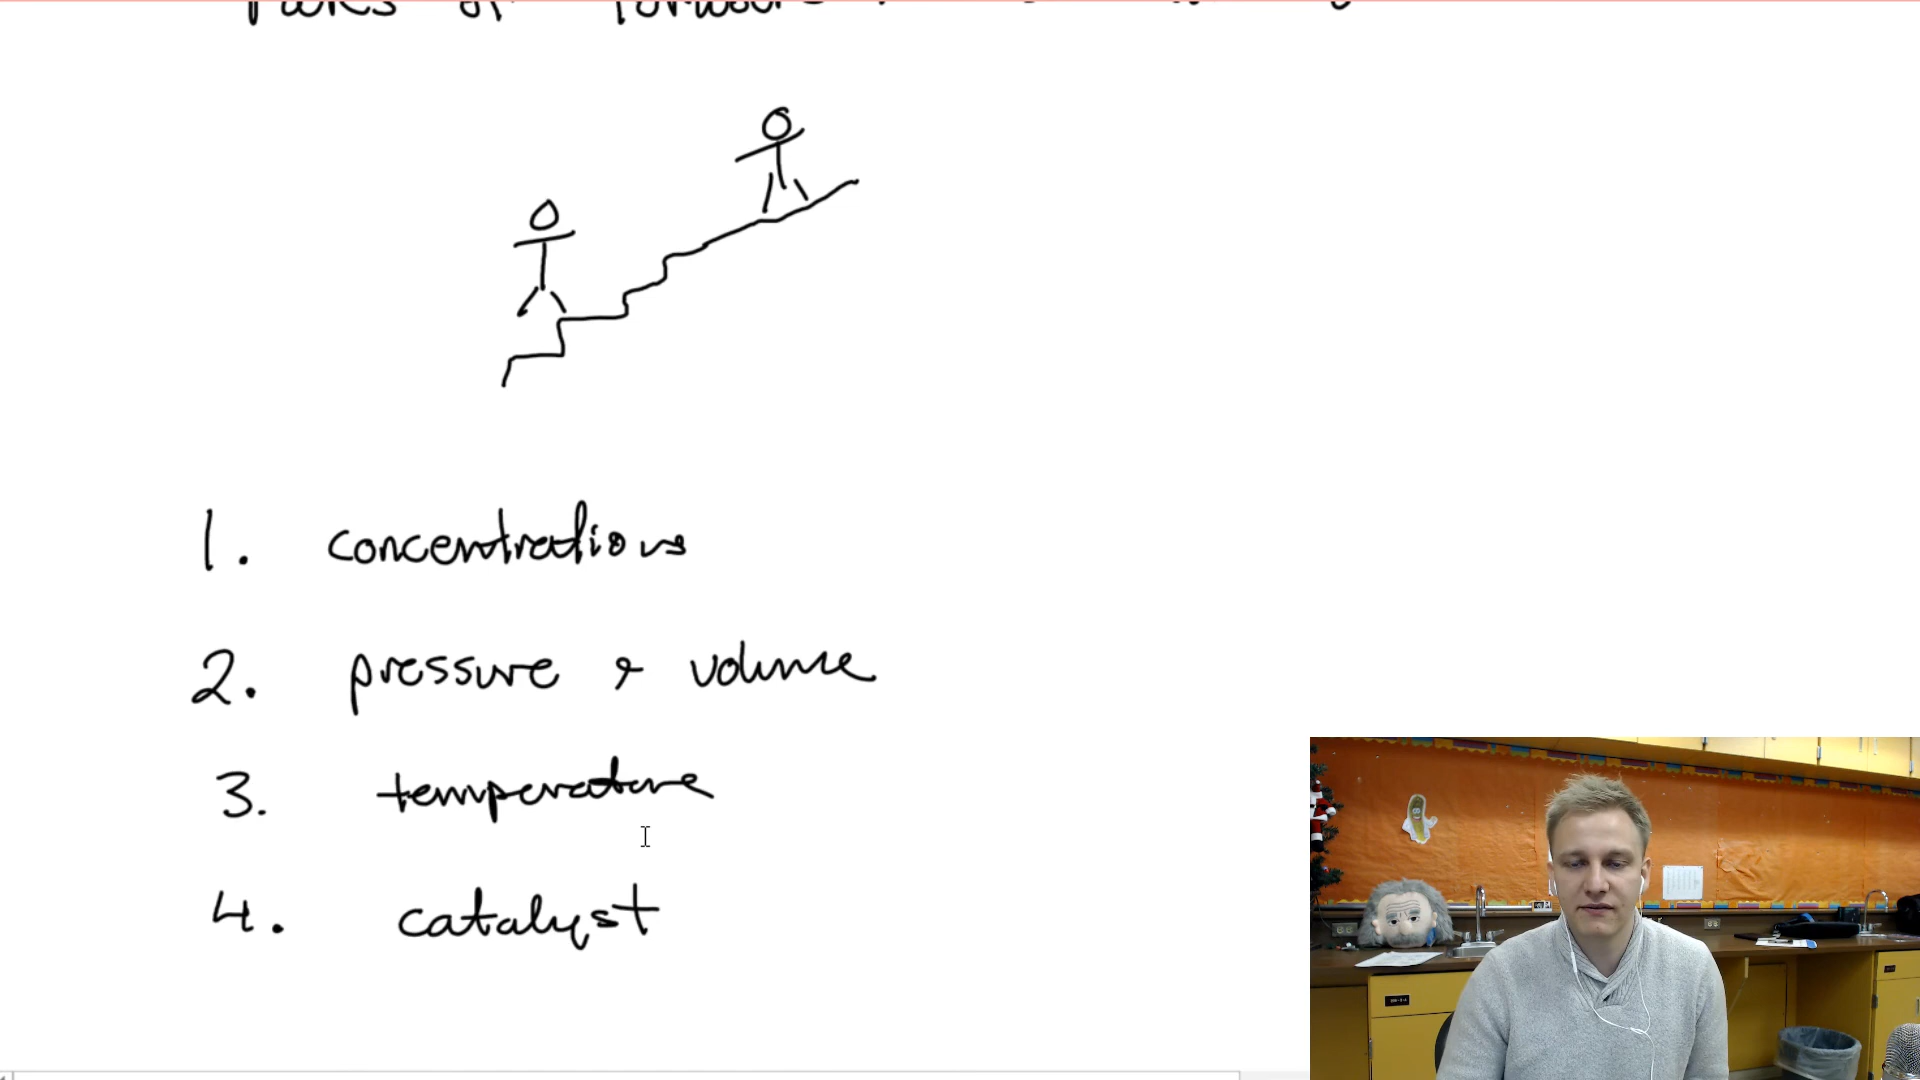 1. concentrations
2. pressure & volume
3. temperature
4. catalyst